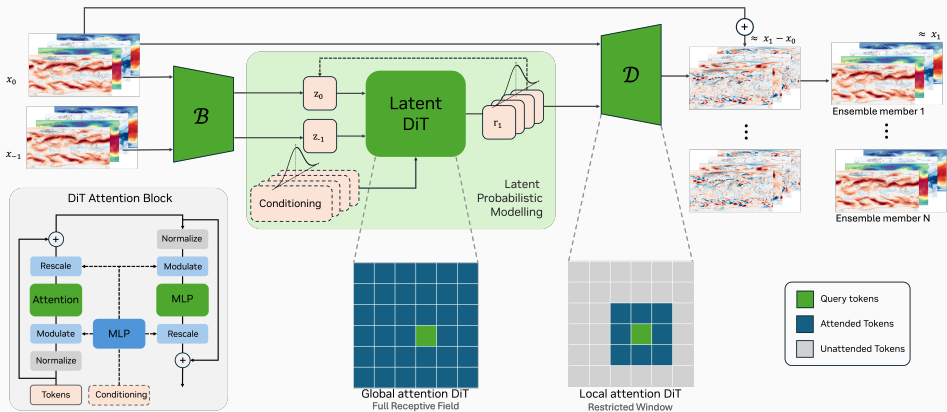 ≈ x₁ − x₀
≈ x₁
x₀
x₋₁
ℬ
z₀
z₋₁
Latent
DiT
r₁
𝒟
Conditioning
Latent
Probabilistic
Modelling
Ensemble member 1
Ensemble member N
DiT Attention Block
+
Normalize
Rescale
Modulate
Attention
MLP
Modulate
MLP
Rescale
Normalize
+
Tokens
Conditioning
+
Global attention DiT
Full Receptive Field
Local attention DiT
Restricted Window
Query tokens
Attended Tokens
Unattended Tokens